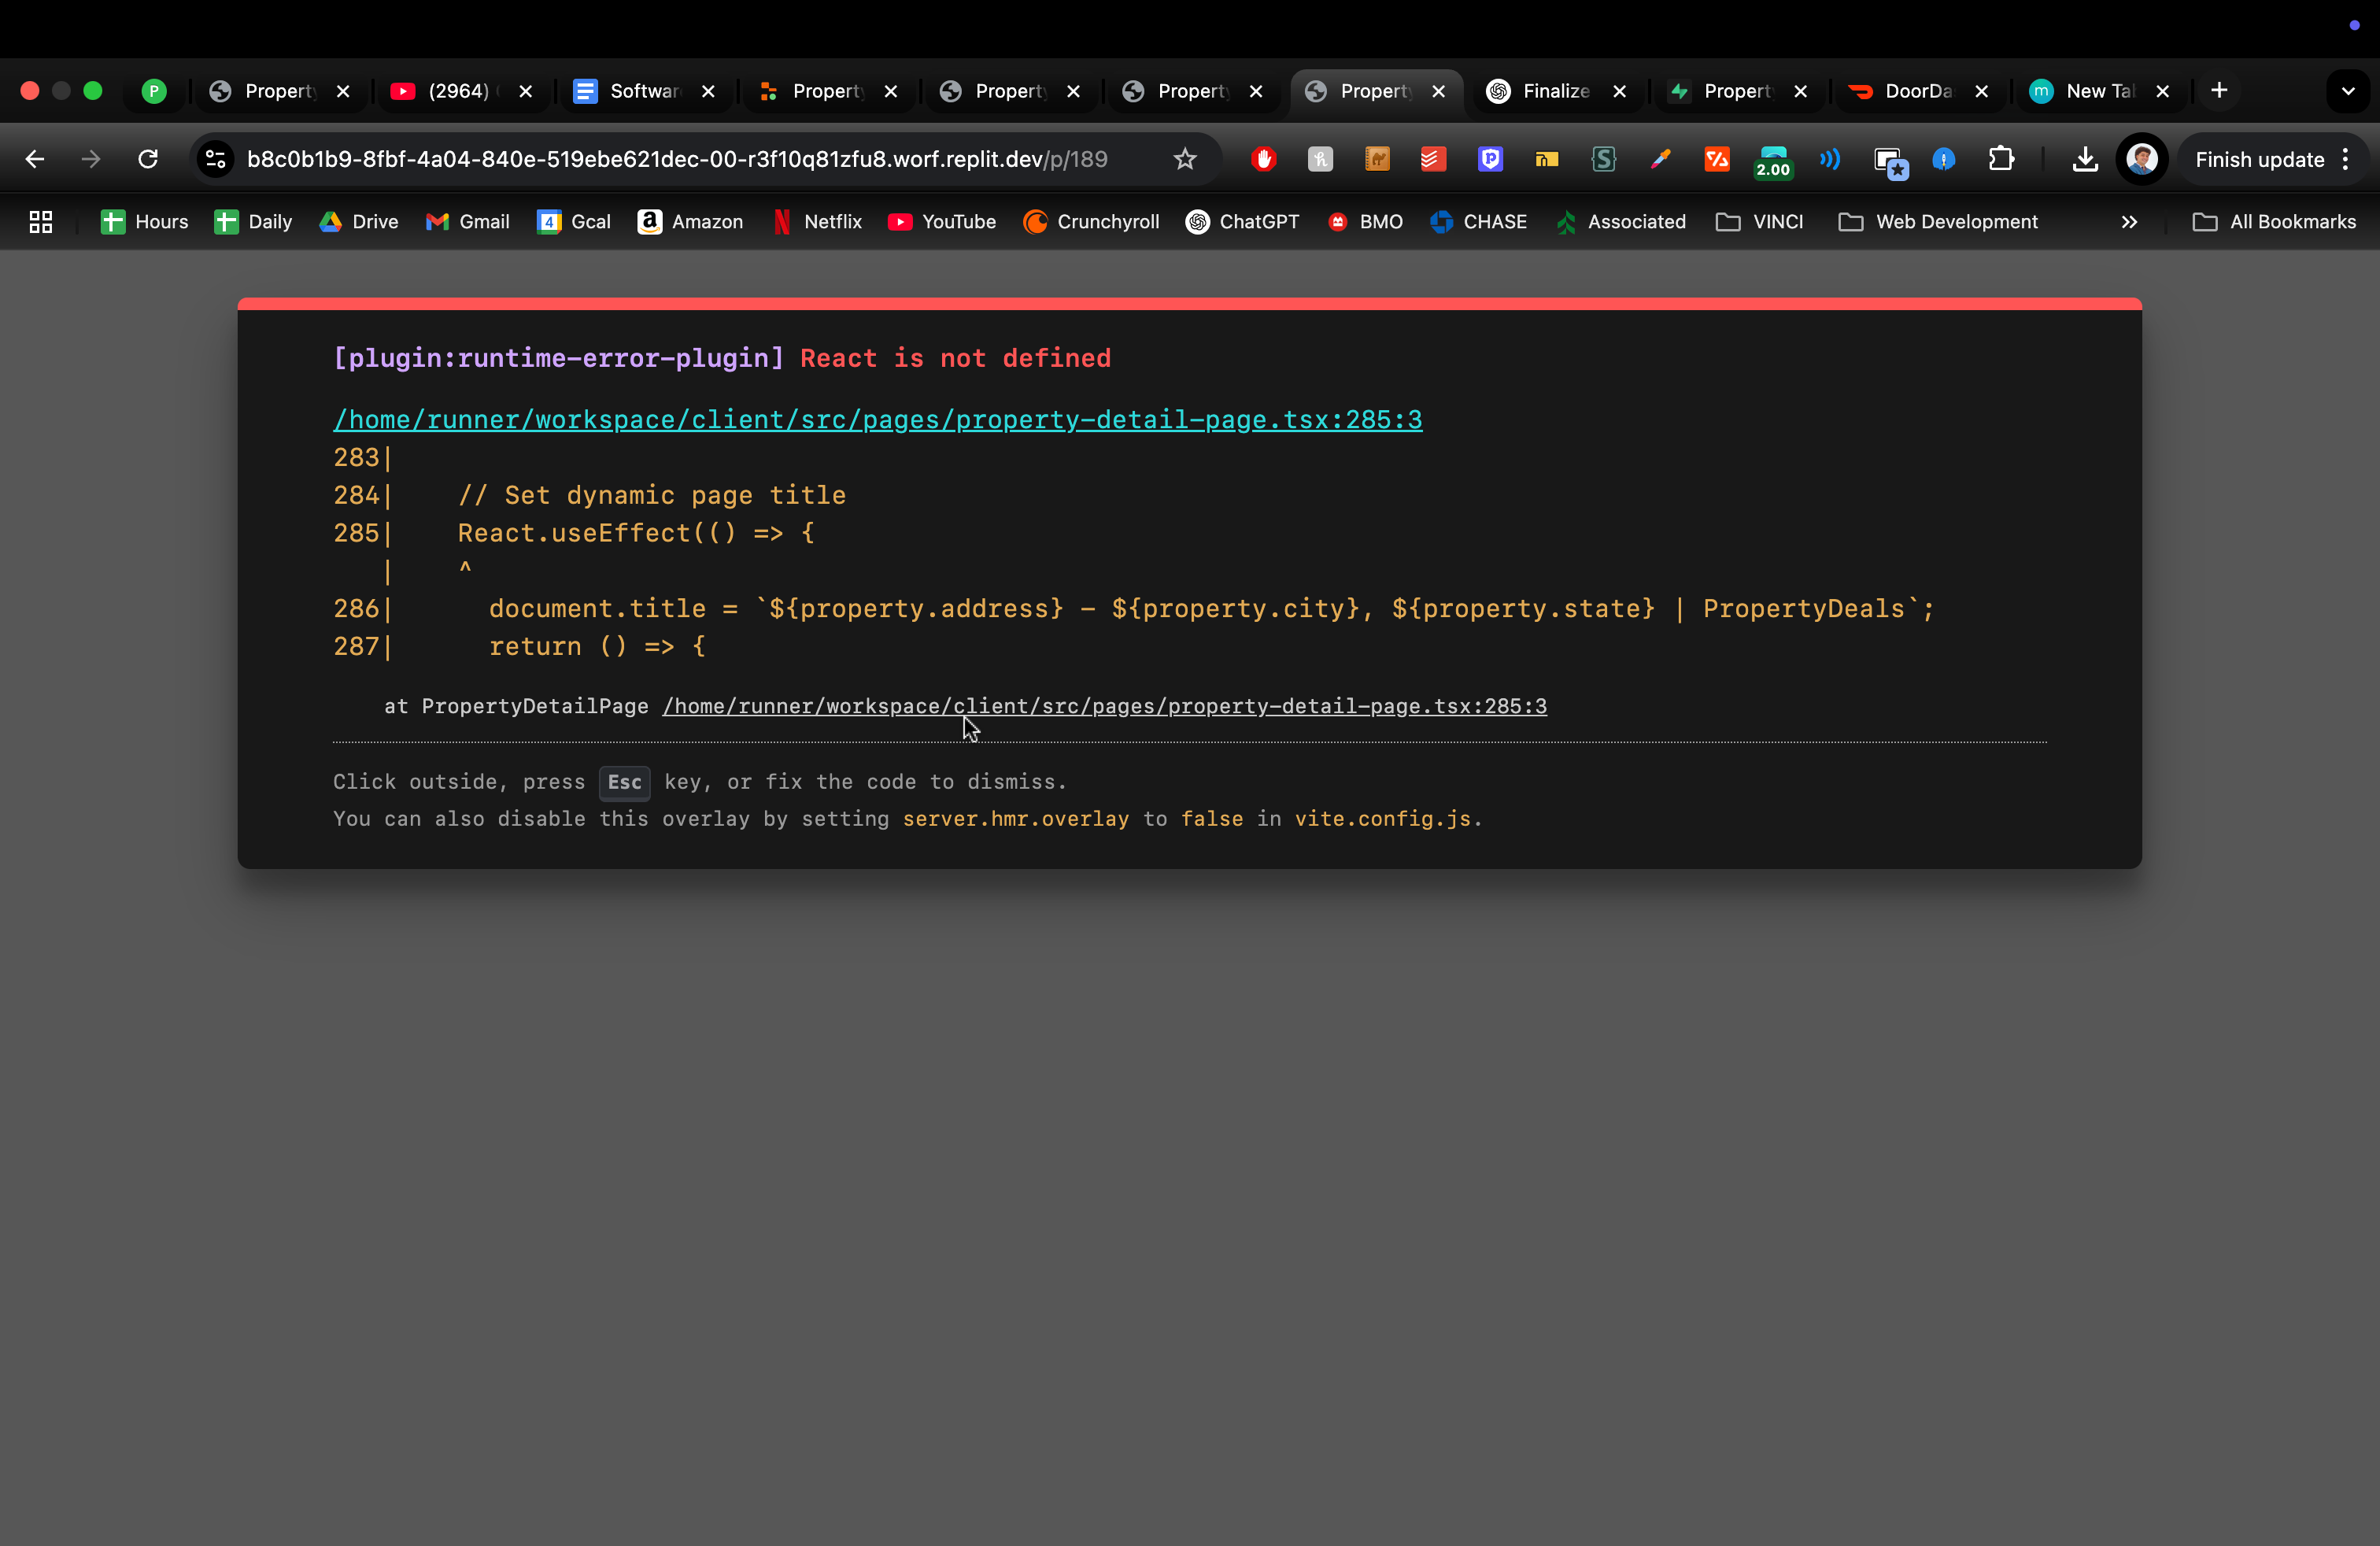 P Property (2964) Softwar Property Property Property Property Finalize Property DoorDa m New Ta
b8c0b1b9-8fbf-4a04-840e-519ebe621dec-00-r3f10q81zfu8.worf.replit.dev/p/189 2.00 Finish update
Hours Daily Drive Gmail 4 Gcal a Amazon Netflix YouTube Crunchyroll ChatGPT BMO CHASE Associated VINCI Web Development » All Bookmarks
[plugin:runtime-error-plugin] React is not defined
/home/runner/workspace/client/src/pages/property-detail-page.tsx:285:3
283|
284|    // Set dynamic page title
285|    React.useEffect(() => {
   |    ^
286|      document.title = `${property.address} - ${property.city}, ${property.state} | PropertyDeals`;
287|      return () => {
at PropertyDetailPage /home/runner/workspace/client/src/pages/property-detail-page.tsx:285:3
Click outside, press Esc key, or fix the code to dismiss.
You can also disable this overlay by setting server.hmr.overlay to false in vite.config.js.